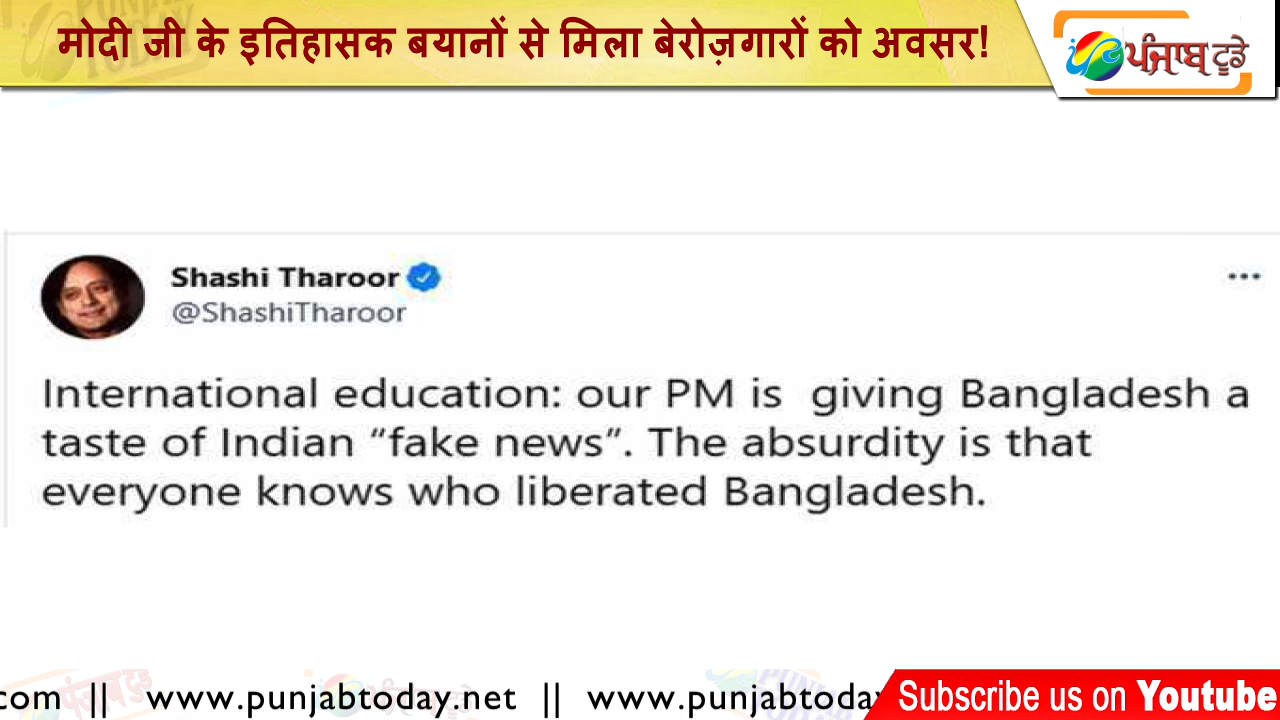 मोदी जी के इतिहासक बयानों से मिला बेरोज़गारों को अवसर!
ਪੰਜਾਬ ਟੂਡੇ
Shashi Tharoor
@ShashiTharoor
International education: our PM is giving Bangladesh a
taste of Indian “fake news”. The absurdity is that
everyone knows who liberated Bangladesh.
com || www.punjabtoday.net || www.punjabtoday
Subscribe us on Youtube